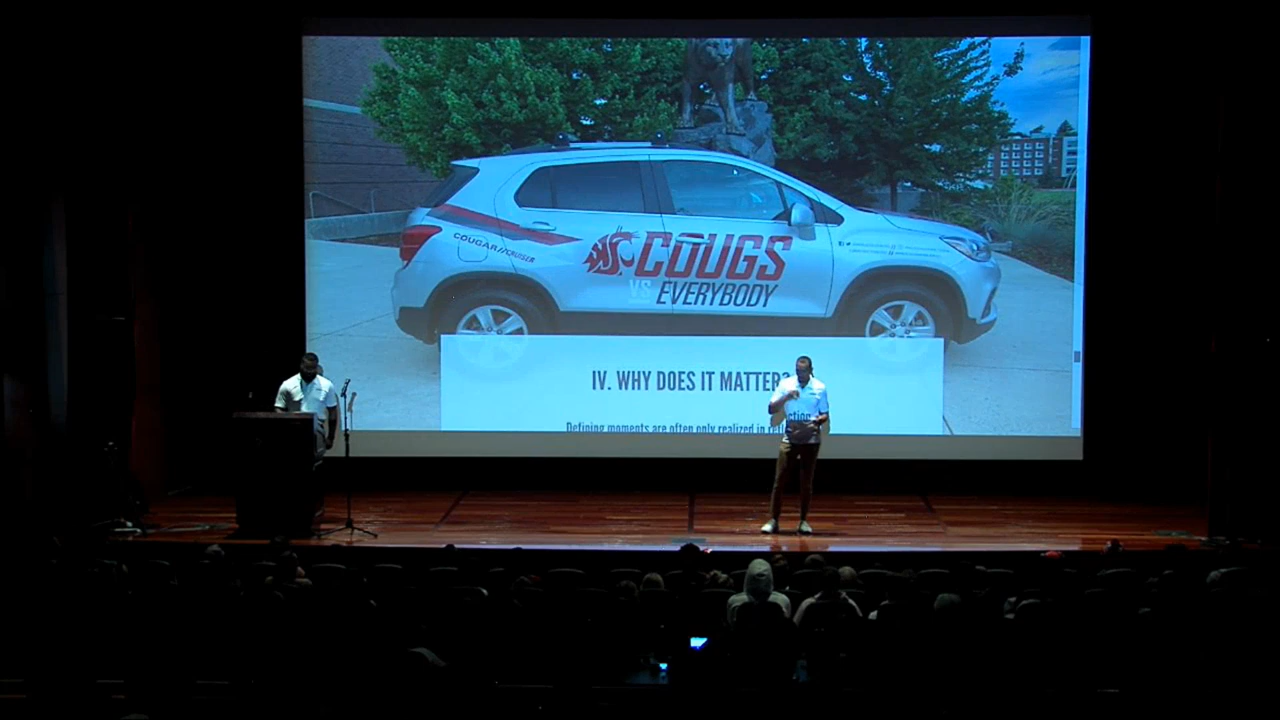 COUGAR//CRUISER
COUGS
VS EVERYBODY
IV. WHY DOES IT MATTER?
Defining moments are often only realized in